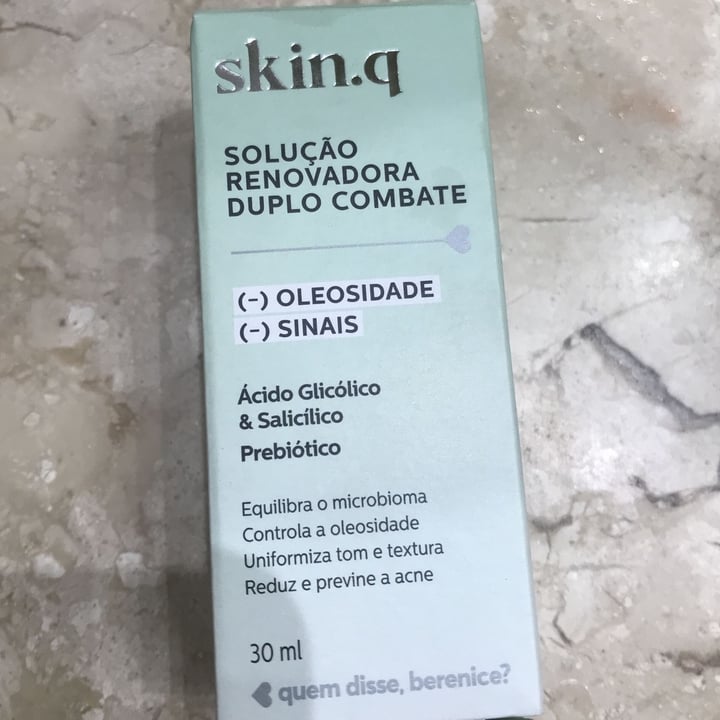 skin.q
SOLUÇÃO
RENOVADORA
DUPLO COMBATE
(-) OLEOSIDADE
(-) SINAIS
Ácido Glicólico
& Salicílico
Prebiótico
Equilibra o microbioma
Controla a oleosidade
Uniformiza tom e textura
Reduz e previne a acne
30 ml
quem disse, berenice?